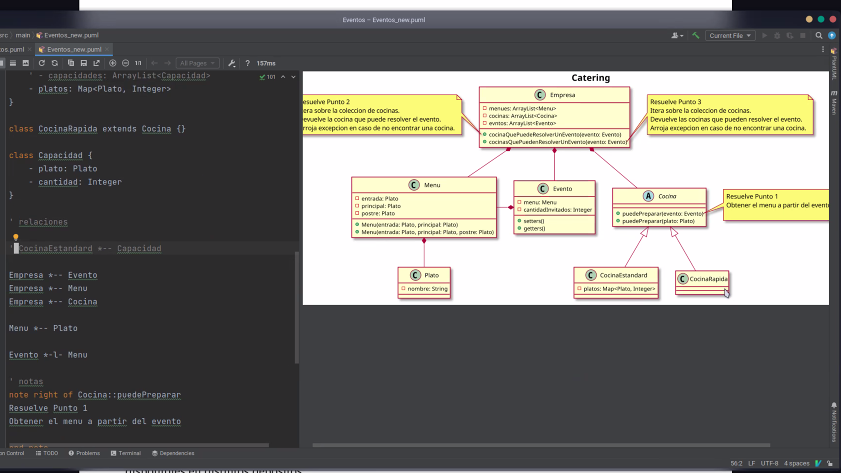 Eventos – Eventos_new.puml
erc
main
Eventos_new.puml
Current File
os.puml
Eventos_new.puml
1:1
All Pages
157ms
' - capacidades: ArrayList<Capacidad>
- platos: Map<Plato, Integer>
}
class CocinaRapida extends Cocina {}
class Capacidad {
- plato: Plato
- cantidad: Integer
}
' relaciones
' CocinaEstandard *-- Capacidad
Empresa *-- Evento
Empresa *-- Menu
Empresa *-- Cocina
Menu *-- Plato
Evento *-l- Menu
' notas
note right of Cocina::puedePreparar
Resuelve Punto 1
Obtener el menu a partir del evento
end note
101
Catering
Resuelve Punto 2
Itera sobre la coleccion de cocinas.
Devuelve la cocina que puede resolver el evento.
Arroja excepcion en caso de no encontrar una cocina.
C Empresa
menues: ArrayList<Menu>
cocinas: ArrayList<Cocina>
evntos: ArrayList<Evento>
cocinaQuePuedeResolverUnEvento(evento: Evento)
cocinasQuePuedenResolverUnEvento(evento: Evento)
Resuelve Punto 3
Itera sobre la coleccion de cocinas.
Devuelve las cocinas que pueden resolver el evento.
Arroja excepcion en caso de no encontrar una cocina.
C Menu
entrada: Plato
principal: Plato
postre: Plato
Menu(entrada: Plato, principal: Plato)
Menu(entrada: Plato, principal: Plato, postre: Plato)
C Evento
menu: Menu
cantidadInvitados: Integer
setters()
getters()
A Cocina
puedePreparar(evento: Evento)
puedePreparar(plato: Plato)
Resuelve Punto 1
Obtener el menu a partir del evento
C Plato
nombre: String
C CocinaEstandard
platos: Map<Plato, Integer>
C CocinaRapida
PlantUML
m Maven
Notifications
on Control
TODO
Problems
Terminal
Dependencies
56:2
LF
UTF-8
4 spaces